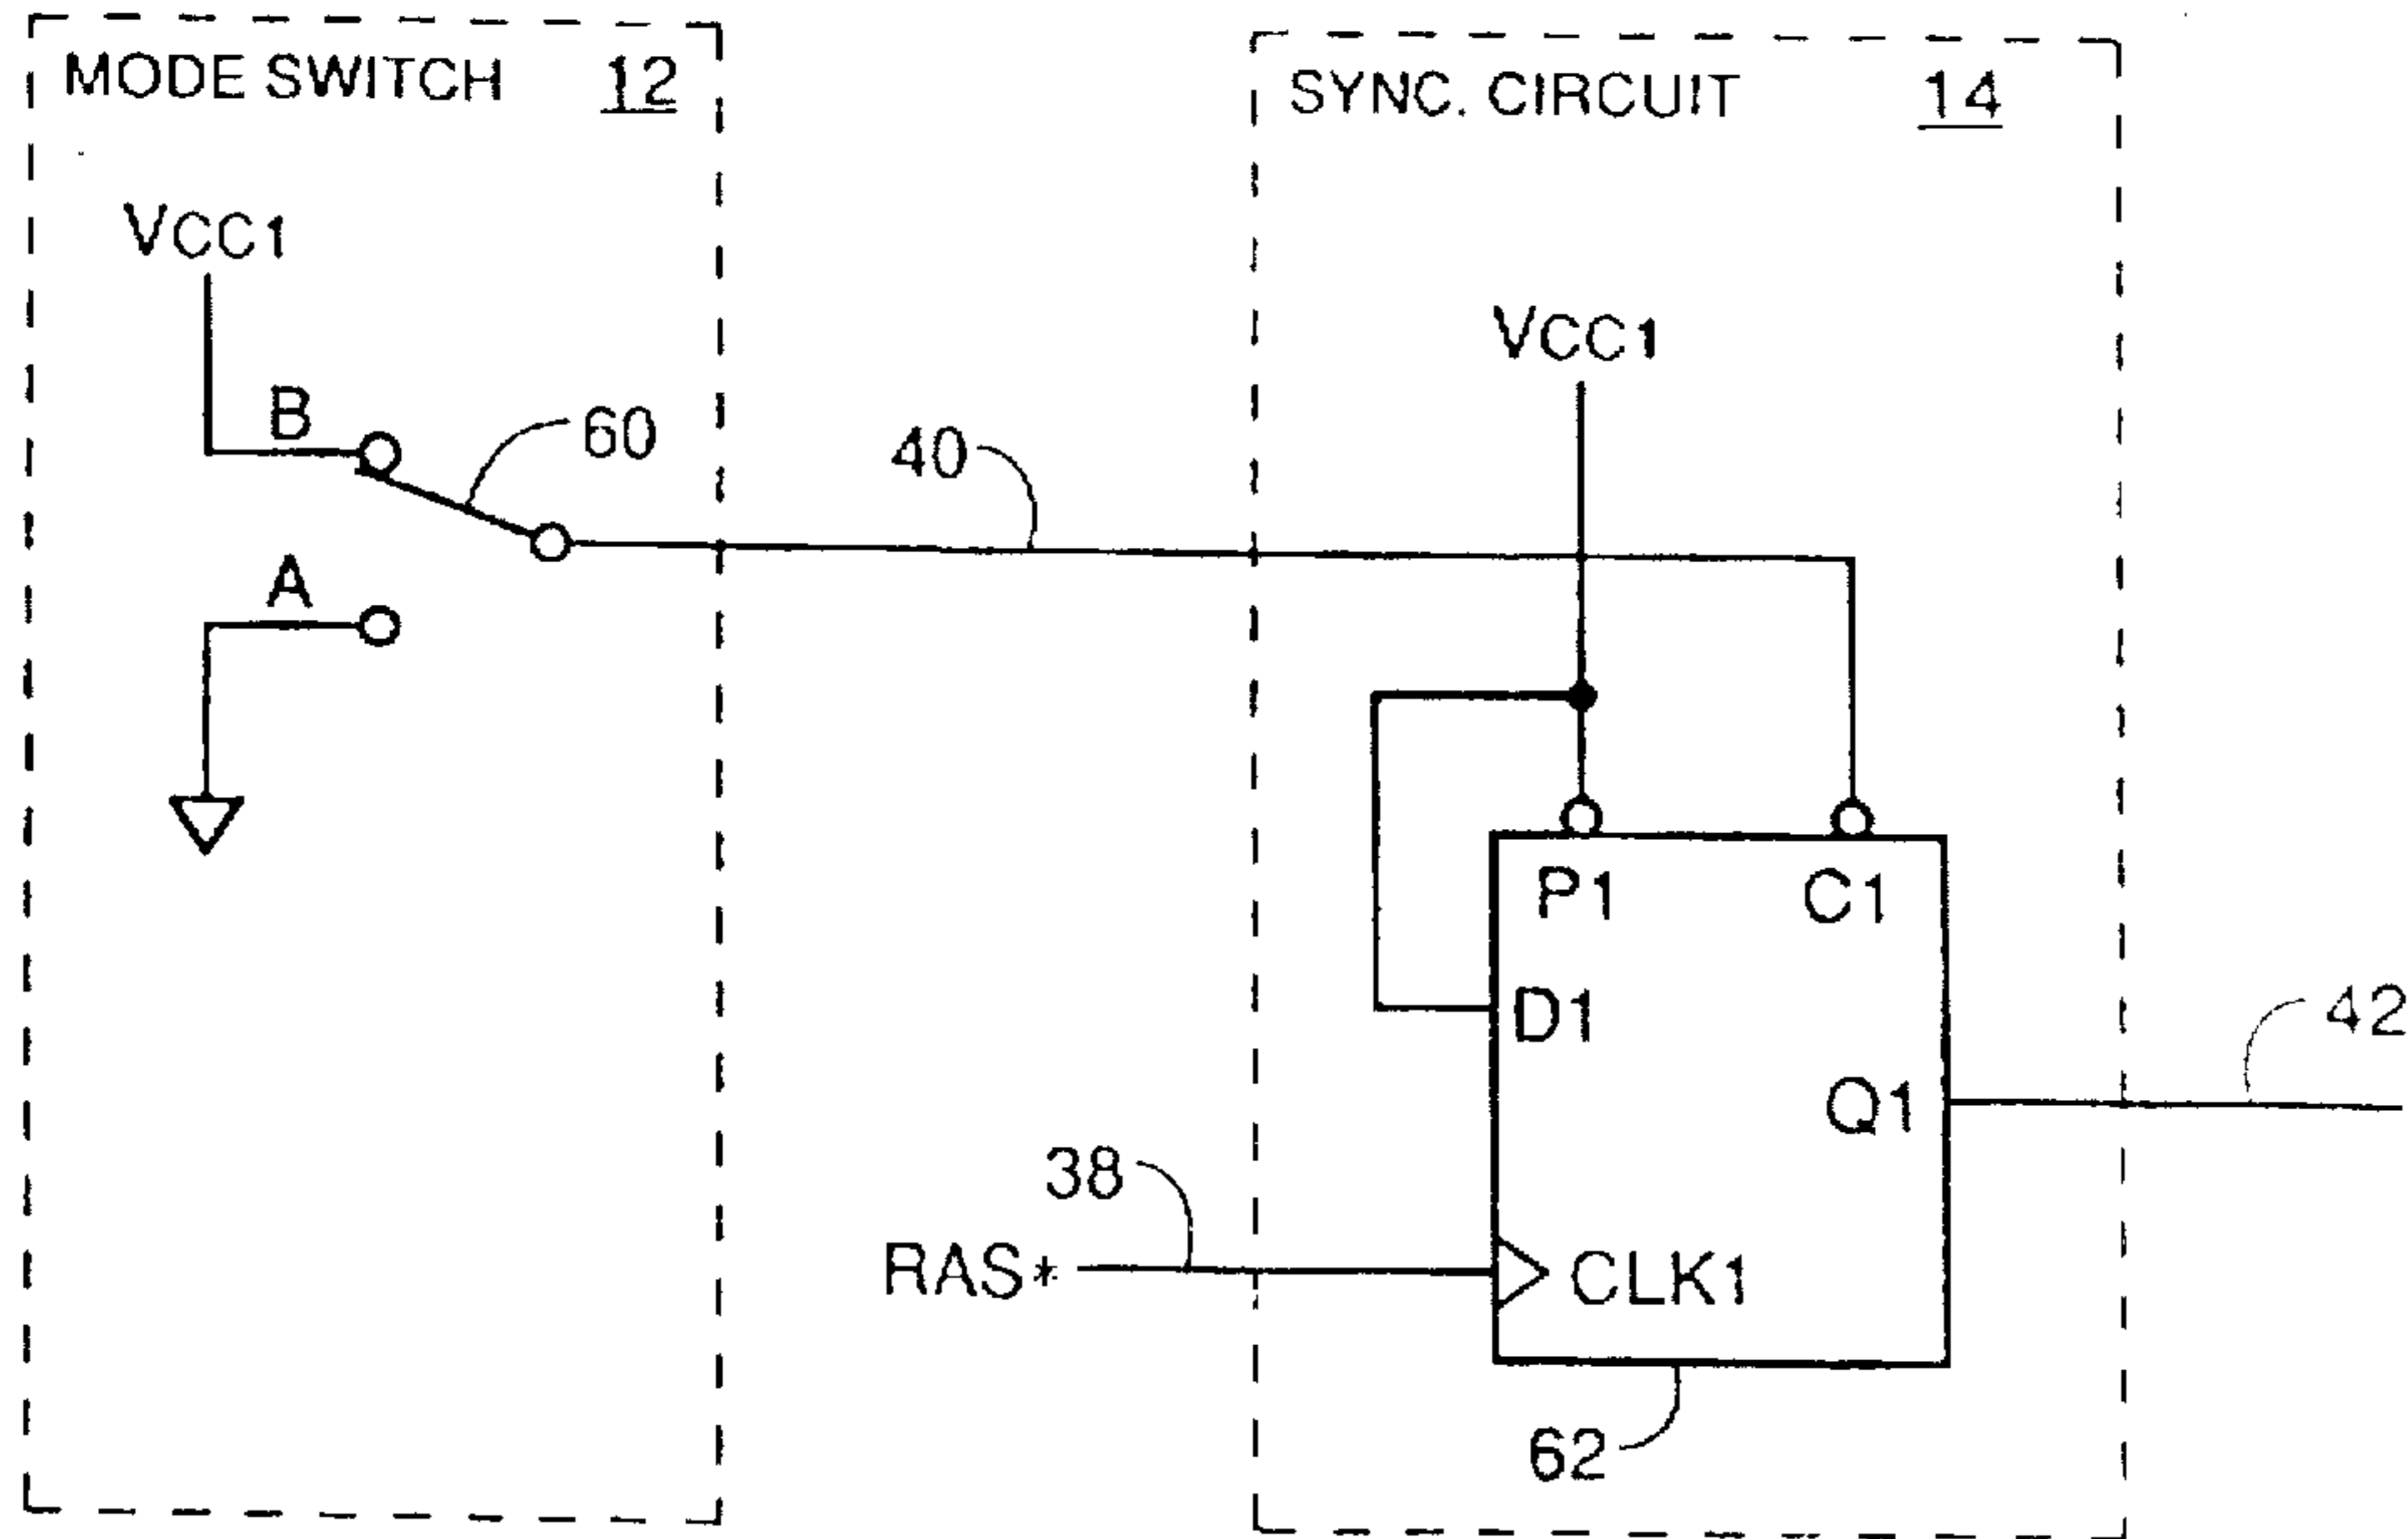 MODE SWITCH 12
VCC1
B
60
A
40
SYNC. CIRCUIT 14
VCC1
P1 C1
D1
Q1
42
38
RAS*
CLK1
62